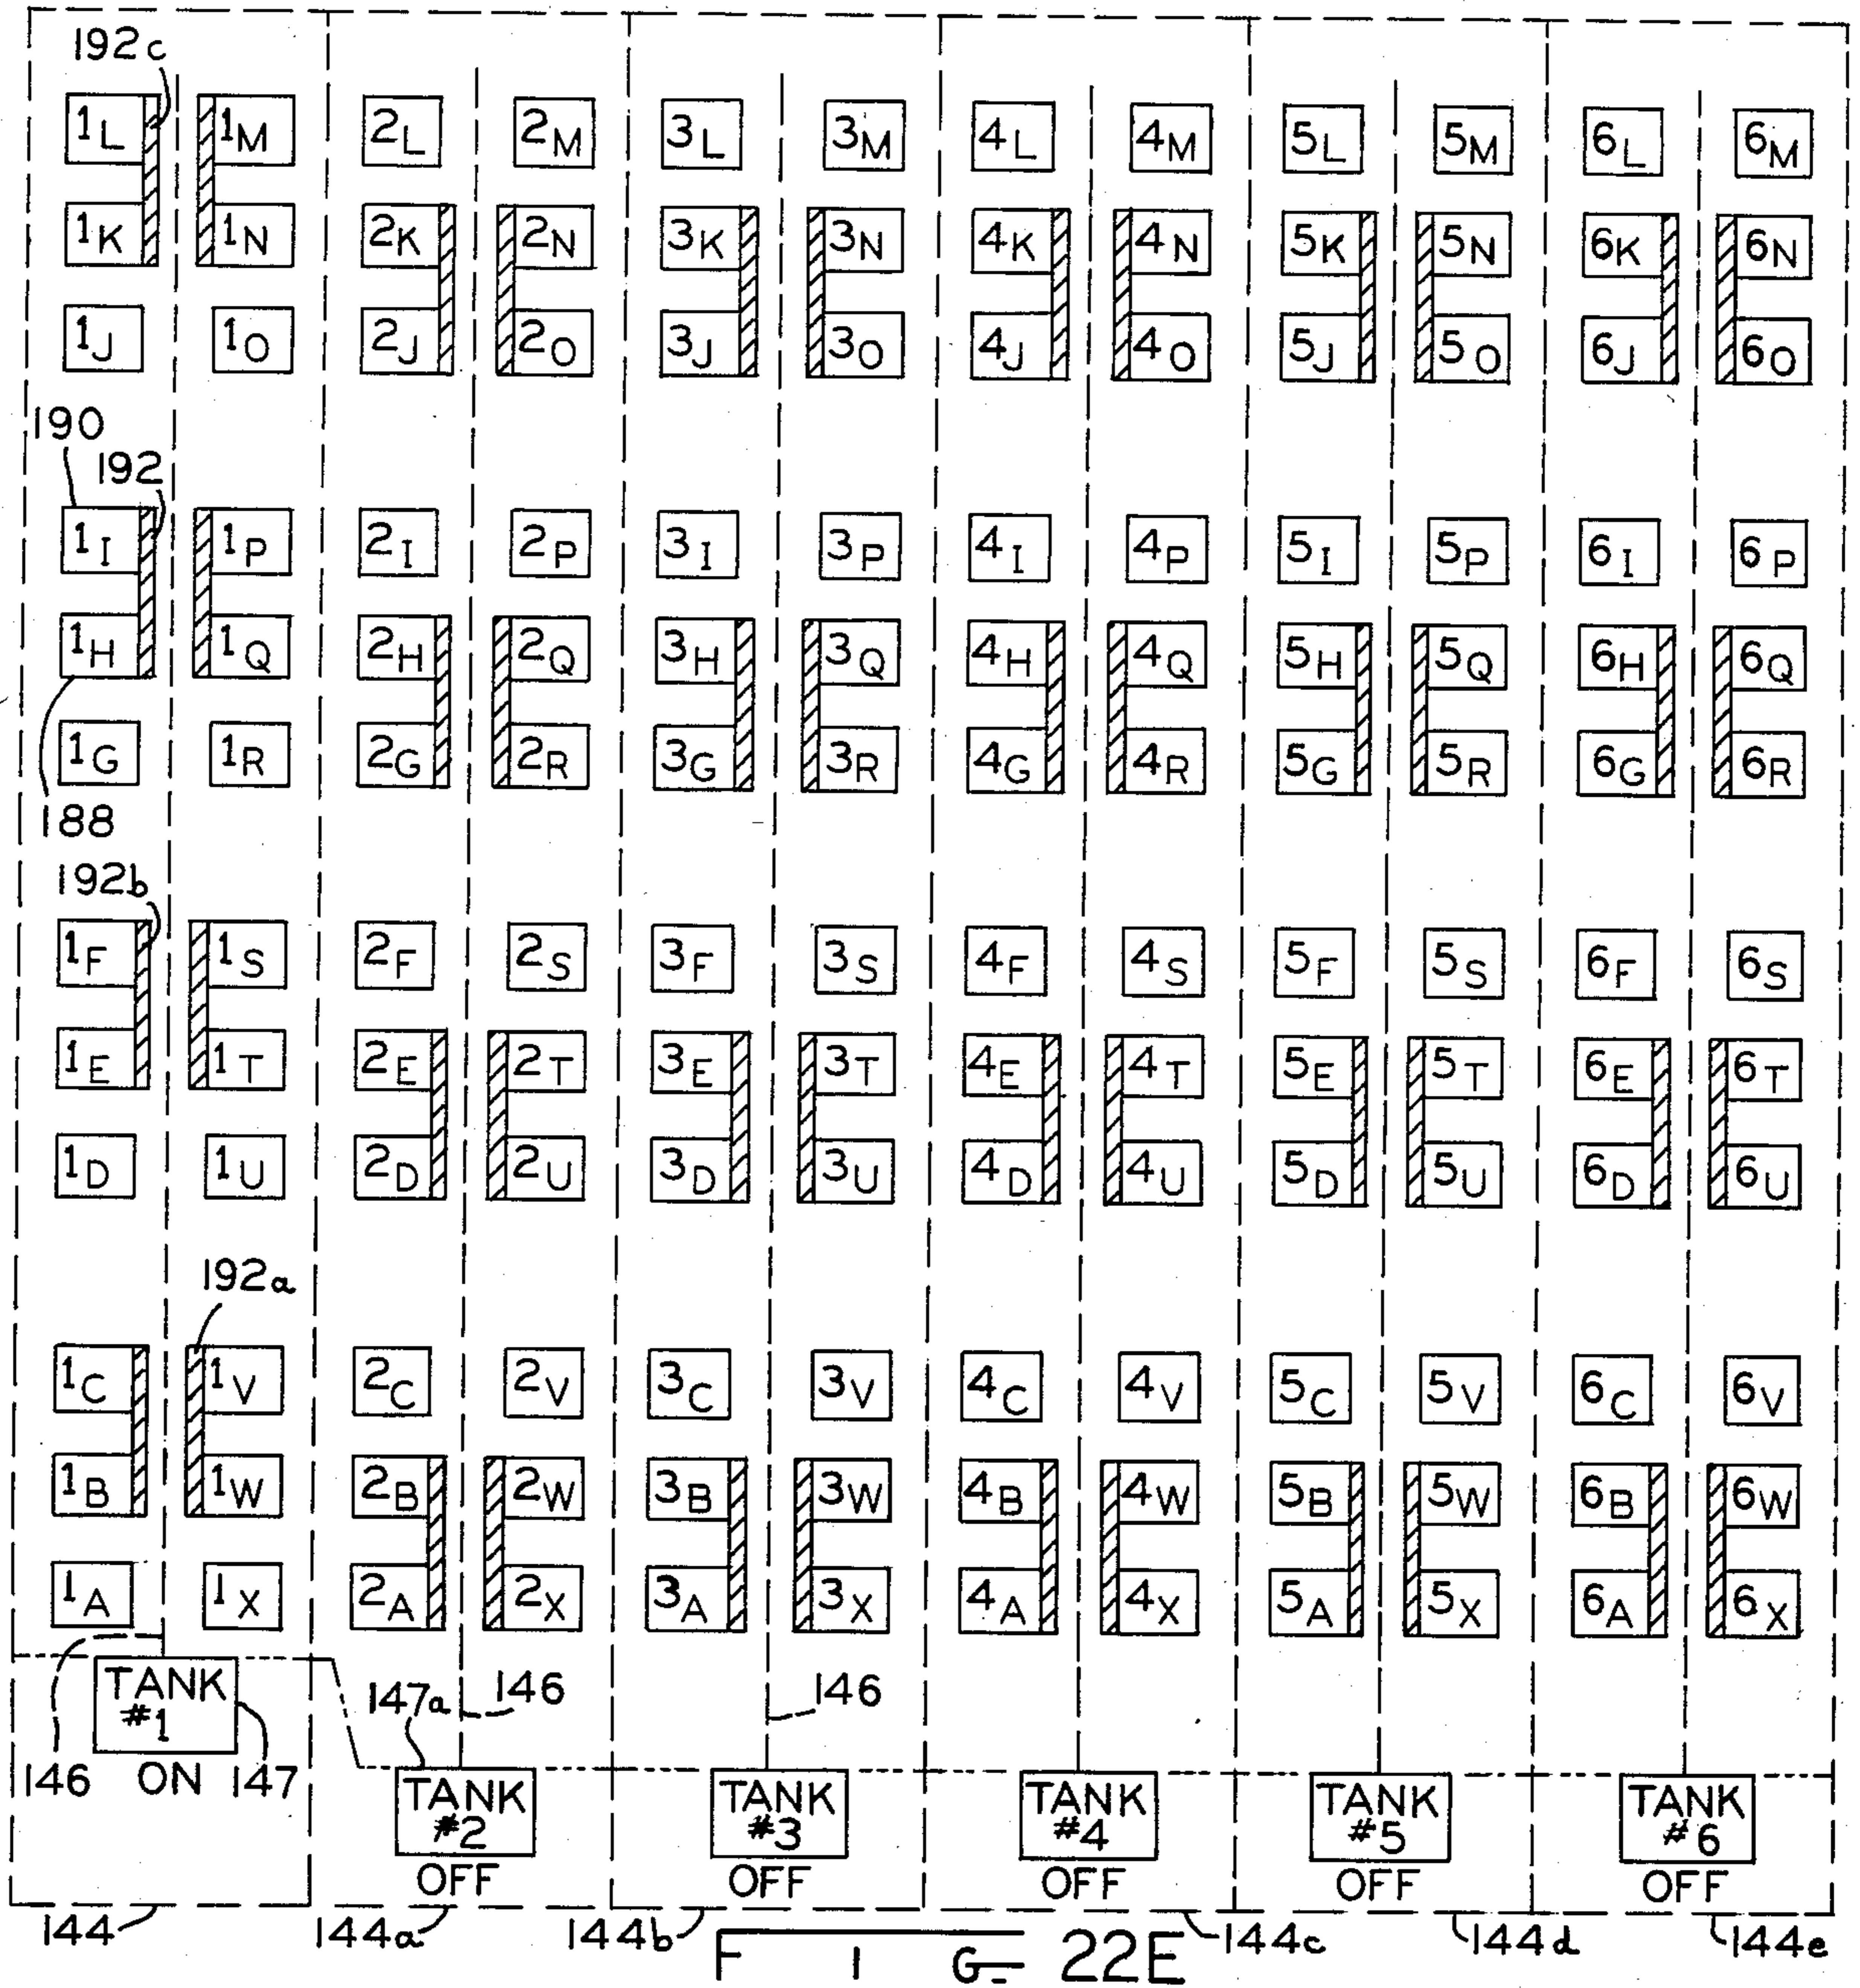 192c
1L 1M 2L 2M 3L 3M 4L 4M 5L 5M 6L 6M
1K 1N 2K 2N 3K 3N 4K 4N 5K 5N 6K 6N
1J 1O 2J 2O 3J 3O 4J 4O 5J 5O 6J 6O
190
192
1I 1P 2I 2P 3I 3P 4I 4P 5I 5P 6I 6P
1H 1Q 2H 2Q 3H 3Q 4H 4Q 5H 5Q 6H 6Q
1G 1R 2G 2R 3G 3R 4G 4R 5G 5R 6G 6R
188
192b
1F 1S 2F 2S 3F 3S 4F 4S 5F 5S 6F 6S
1E 1T 2E 2T 3E 3T 4E 4T 5E 5T 6E 6T
1D 1U 2D 2U 3D 3U 4D 4U 5D 5U 6D 6U
192a
1C 1V 2C 2V 3C 3V 4C 4V 5C 5V 6C 6V
1B 1W 2B 2W 3B 3W 4B 4W 5B 5W 6B 6W
1A 1X 2A 2X 3A 3X 4A 4X 5A 5X 6A 6X
TANK 147a 146 146
#1
146 ON 147
TANK TANK TANK TANK TANK
#2 #3 #4 #5 #6
OFF OFF OFF OFF OFF
144 144a 144b 144c 144d 144e
FIG. 22E